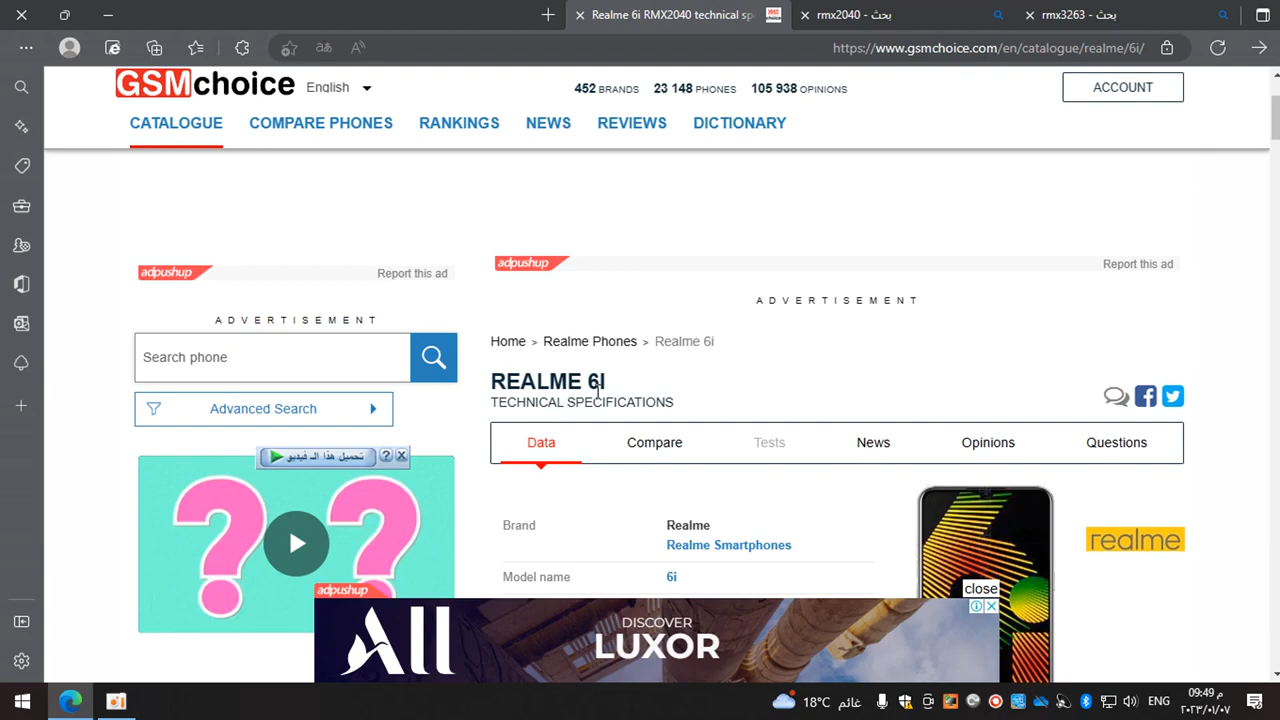 Realme 6i RMX2040 technical sp
بحث - rmx2040
بحث - rmx3263
https://www.gsmchoice.com/en/catalogue/realme/6i/
GSMchoice
English
452 BRANDS 23 148 PHONES 105 938 OPINIONS
ACCOUNT
CATALOGUE COMPARE PHONES RANKINGS NEWS REVIEWS DICTIONARY
adpushup
Report this ad
adpushup
Report this ad
ADVERTISEMENT
ADVERTISEMENT
Search phone
Advanced Search
Home > Realme Phones > Realme 6i
REALME 6I
TECHNICAL SPECIFICATIONS
Data Compare Tests News Opinions Questions
تحميل هذا الـ فيديو
??
Brand Realme
Realme Smartphones
realme
Model name 6i
adpushup
close
All
DISCOVER
LUXOR
18°C غائم
ENG
09:49 م
٢٠٢٣/٠١/٠٧